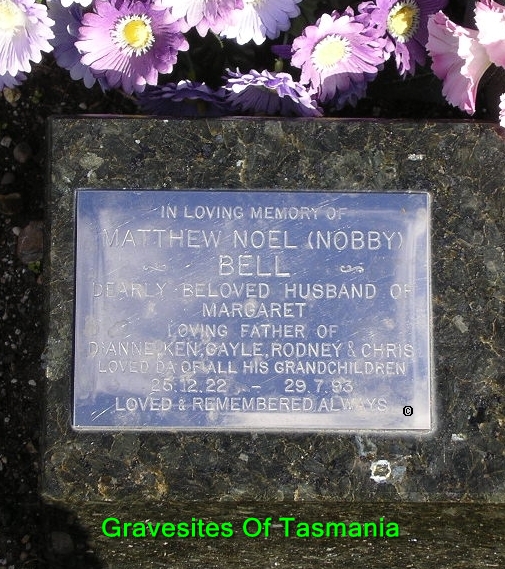 IN LOVING MEMORY OF
MATTHEW NOEL (NOBBY)
BELL
DEARLY BELOVED HUSBAND OF
MARGARET
LOVING FATHER OF
DIANNE, KEN, GAYLE, RODNEY & CHRIS
LOVED DA OF ALL HIS GRANDCHILDREN
25.12.22 - 29.7.93
LOVED & REMEMBERED ALWAYS
©
Gravesites Of Tasmania